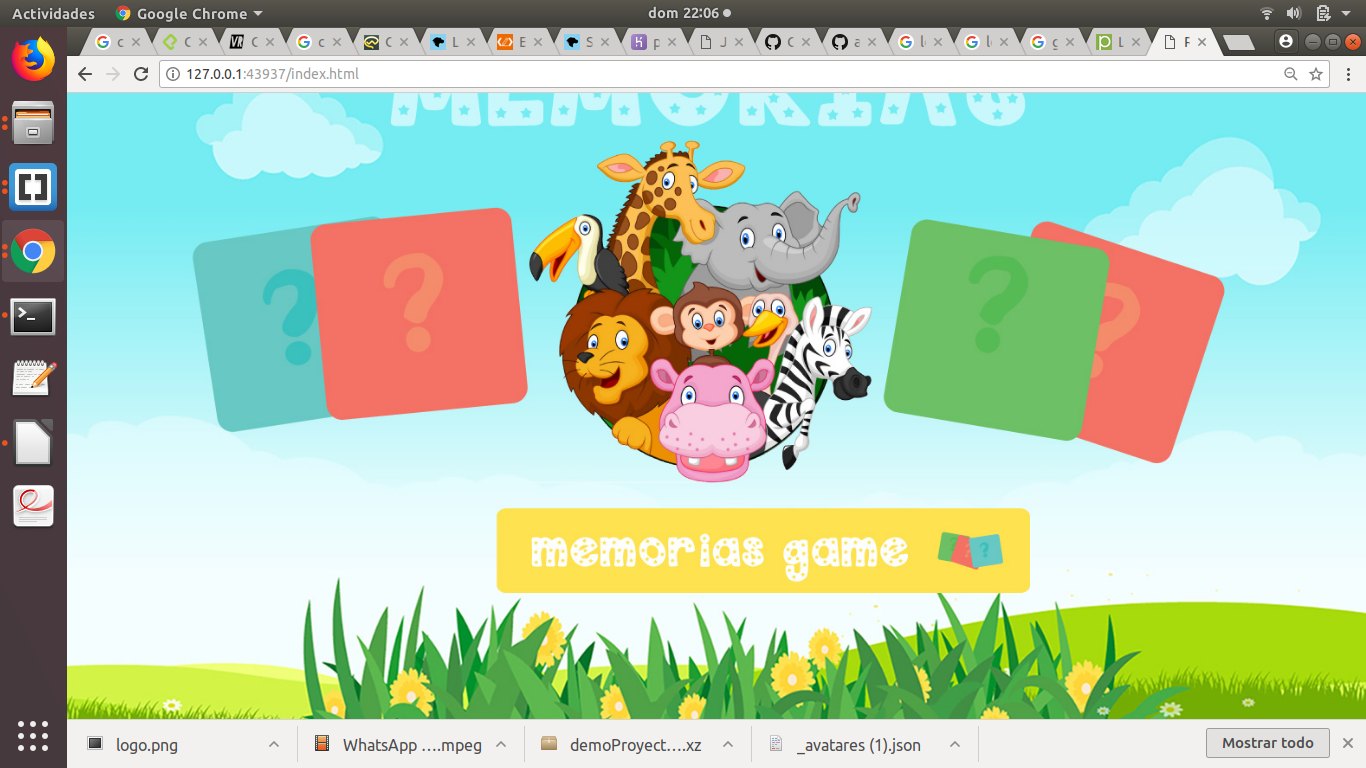 Actividades
Google Chrome
dom 22:06
127.0.0.1:43937/index.html
? ? ? ?
memorias game
logo.png
WhatsApp ....mpeg
demoProyect....xz
_avatares (1).json
Mostrar todo